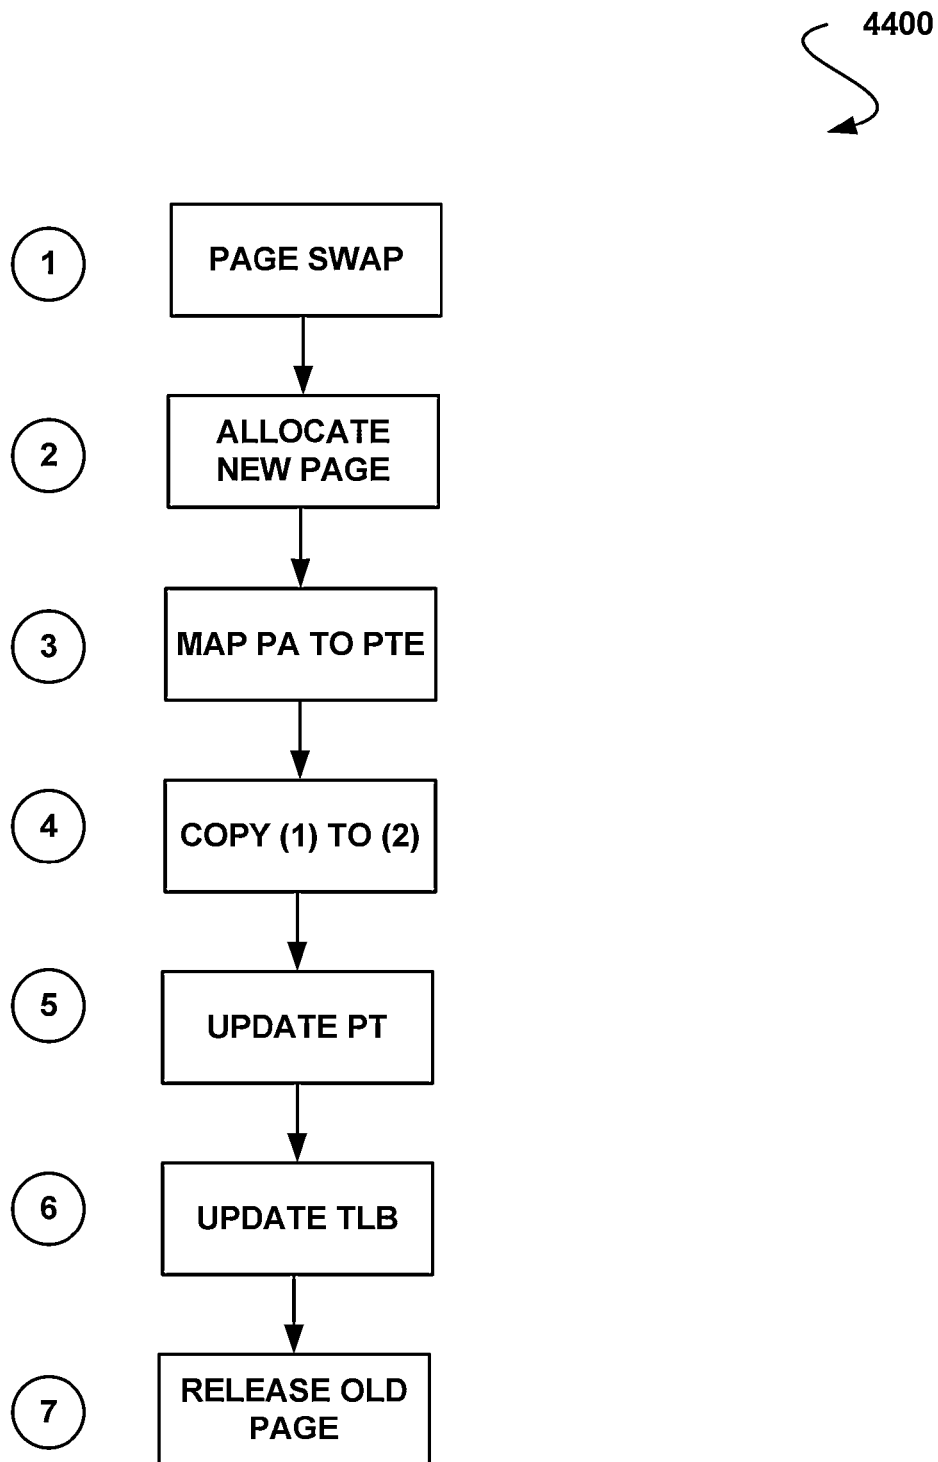 4400
1
PAGE SWAP
2
ALLOCATE
NEW PAGE
3
MAP PA TO PTE
4
COPY (1) TO (2)
5
UPDATE PT
6
UPDATE TLB
7
RELEASE OLD
PAGE